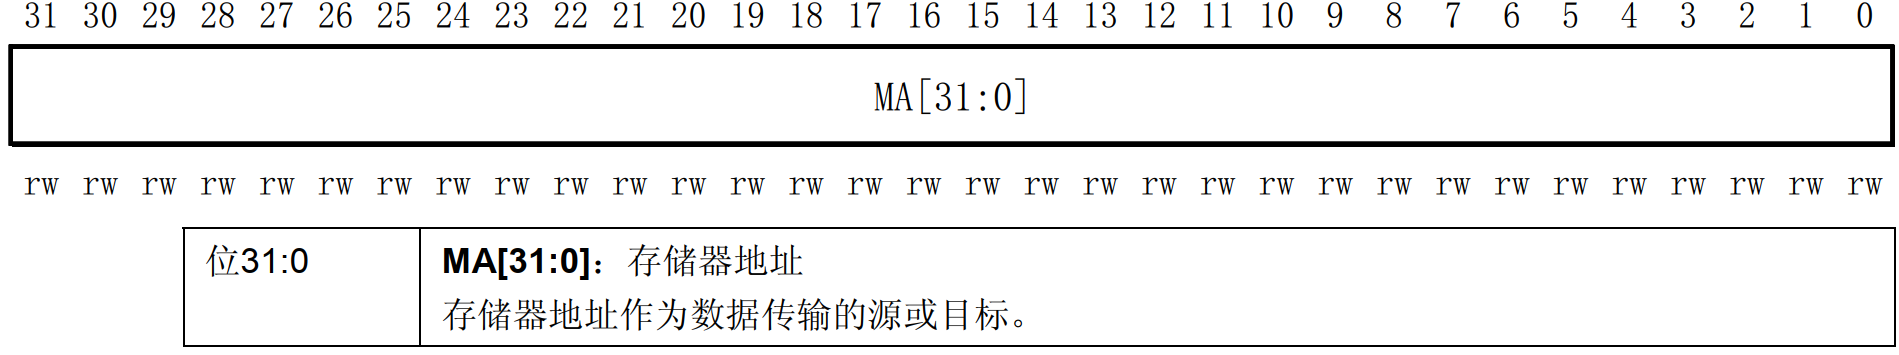 31 30 29 28 27 26 25 24 23 22 21 20 19 18 17 16 15 14 13 12 11 10 9 8 7 6 5 4 3 2 1 0
MA[31:0]
rw rw rw rw rw rw rw rw rw rw rw rw rw rw rw rw rw rw rw rw rw rw rw rw rw rw rw rw rw rw rw rw
位31:0
MA[31:0]：存储器地址
存储器地址作为数据传输的源或目标。